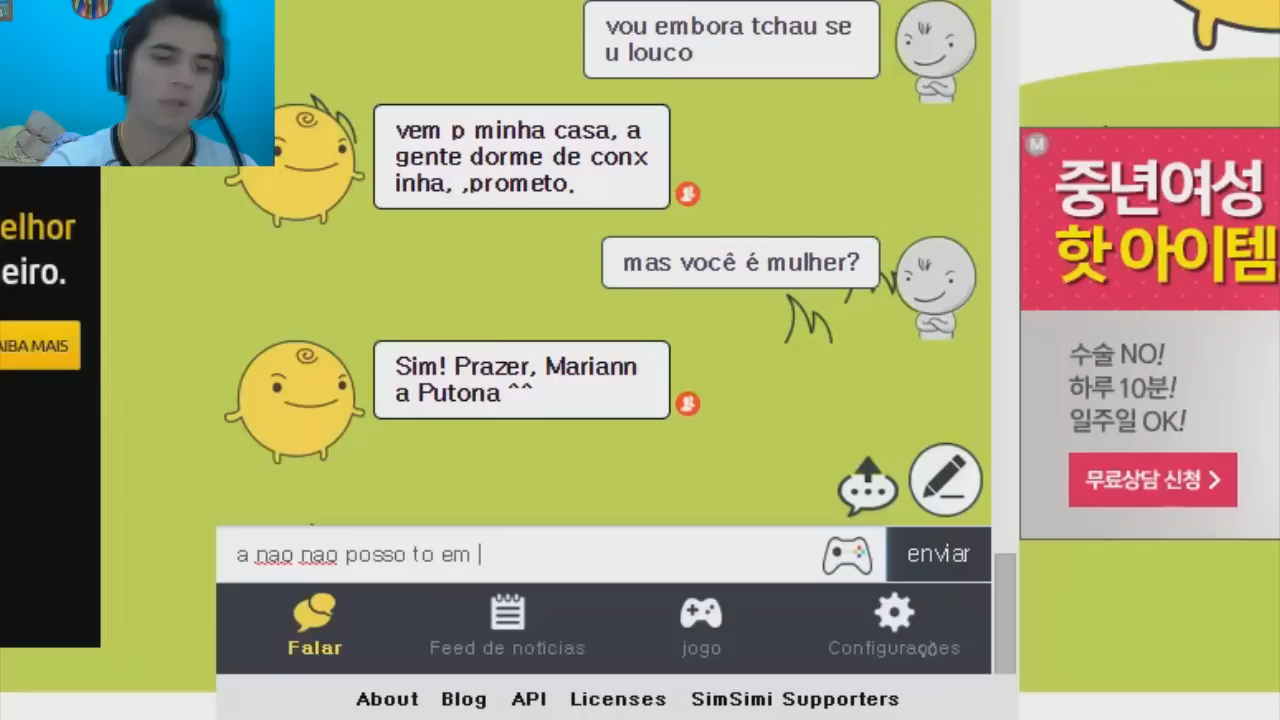 vou embora tchau se
u louco
vem p minha casa, a
gente dorme de conx
inha, ,prometo.
mas você é mulher?
Sim! Prazer, Mariann
a Putona ^^
a nao nao posso to em
enviar
Falar
Feed de notícias
jogo
Configurações
About Blog API Licenses SimSimi Supporters
elhor
eiro.
AIBA MAIS
M
중년여성
핫 아이템
수술 NO!
하루 10분!
일주일 OK!
무료상담 신청 >